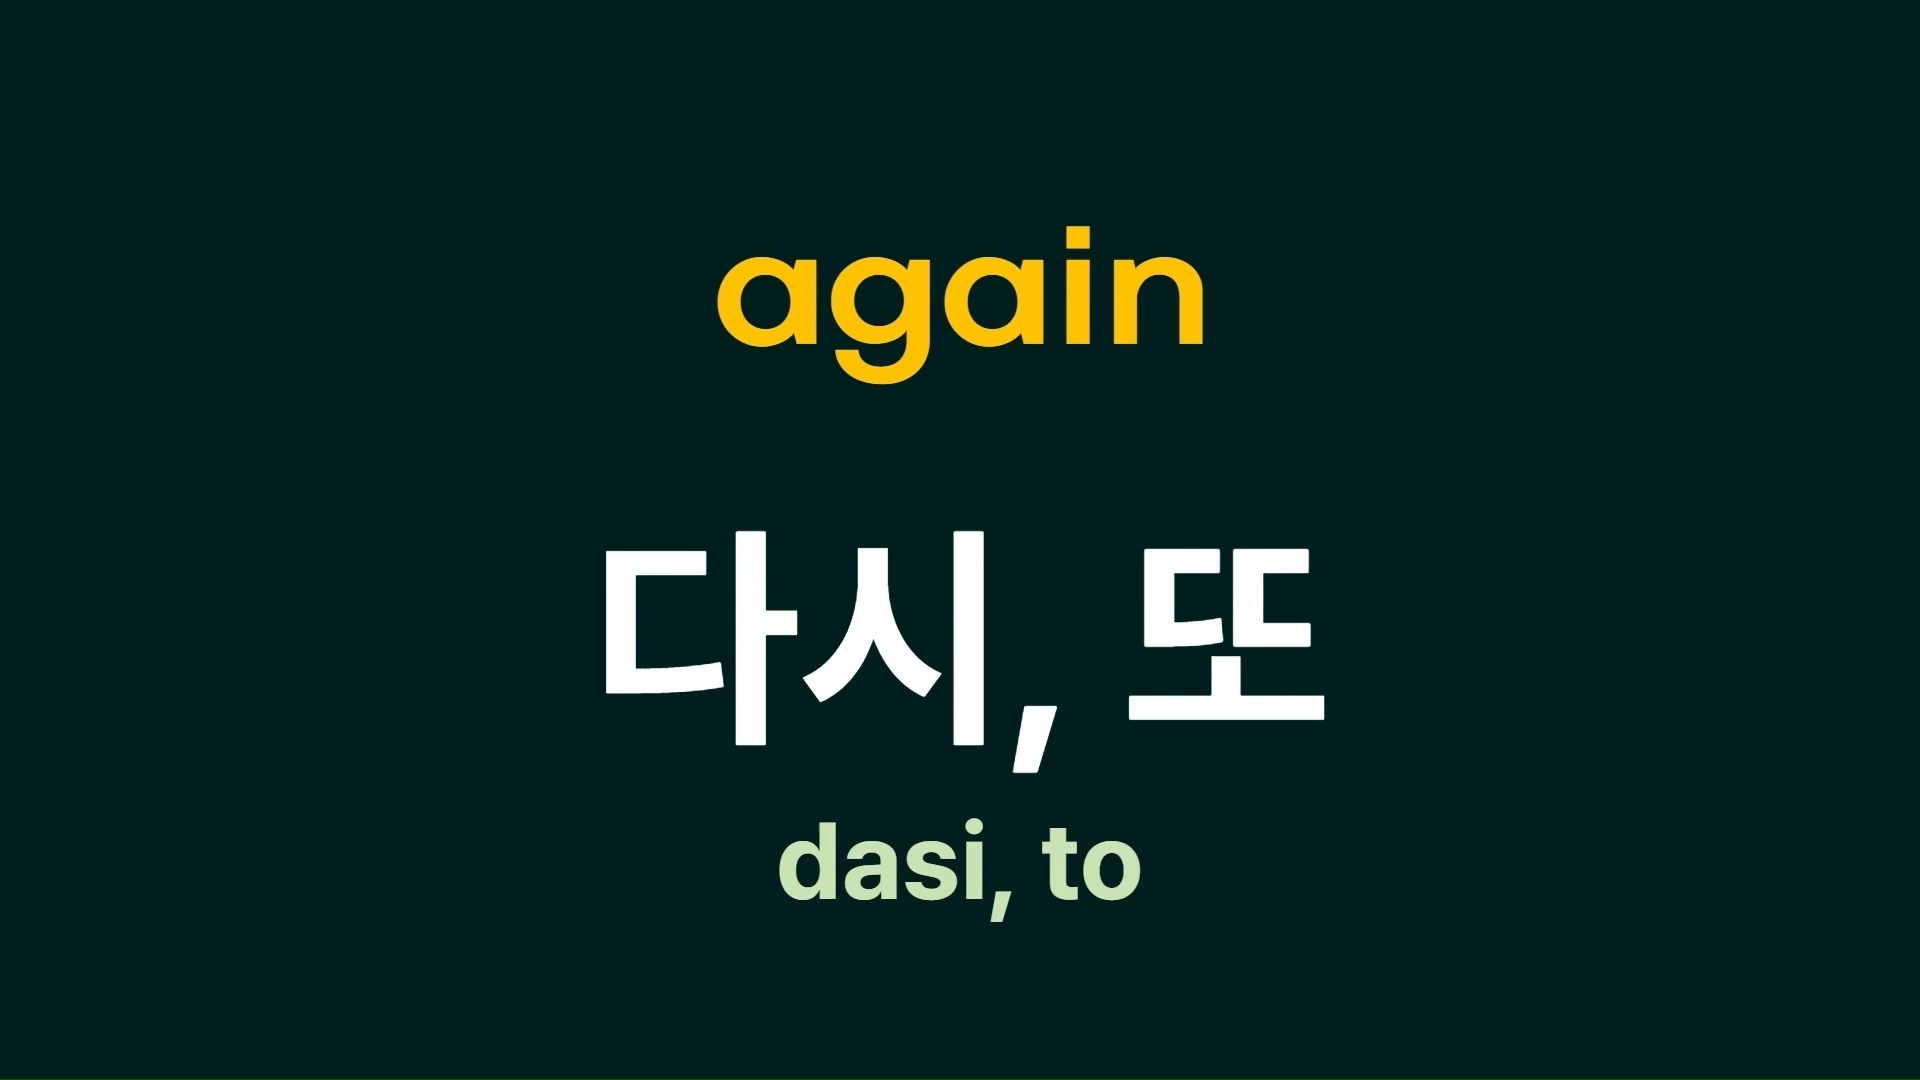 again
다시, 또
dasi, to